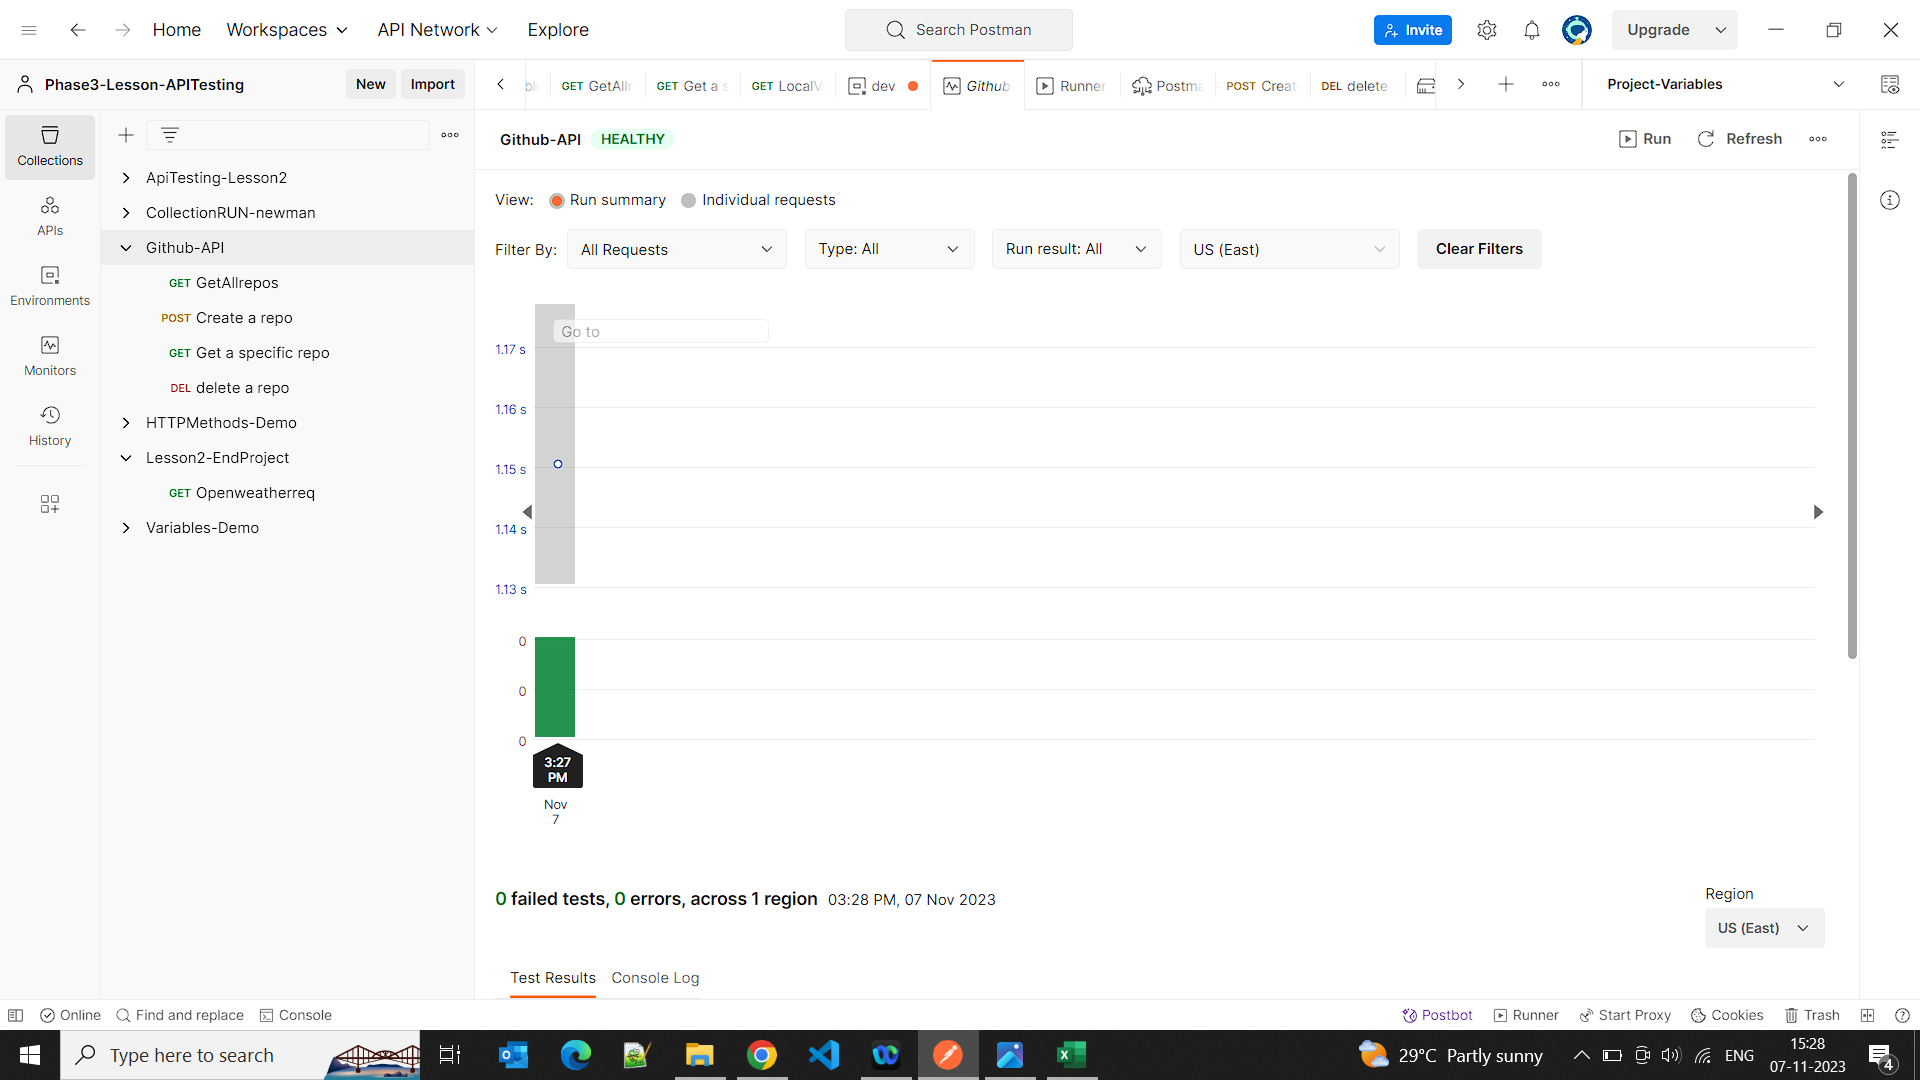 Home
Workspaces
API Network
Explore
Search Postman
Invite
Upgrade
Phase3-Lesson-APITesting
New
Import
GET GetAllr
GET Get a s
GET LocalV
dev
Github
Runner
Postma
POST Creat
DEL delete
Project-Variables
Collections
APIs
Environments
Monitors
History
ApiTesting-Lesson2
CollectionRUN-newman
Github-API
GET GetAllrepos
POST Create a repo
GET Get a specific repo
DEL delete a repo
HTTPMethods-Demo
Lesson2-EndProject
GET Openweatherreq
Variables-Demo
Github-API HEALTHY
Run
Refresh
View: Run summary Individual requests
Filter By: All Requests Type: All Run result: All US (East) Clear Filters
Go to
1.17 s
1.16 s
1.15 s
1.14 s
1.13 s
0
0
0
3:27
PM
Nov
7
0 failed tests, 0 errors, across 1 region 03:28 PM, 07 Nov 2023
Region
US (East)
Test Results Console Log
Online
Find and replace
Console
Postbot
Runner
Start Proxy
Cookies
Trash
Type here to search
29°C Partly sunny
ENG
15:28
07-11-2023
4